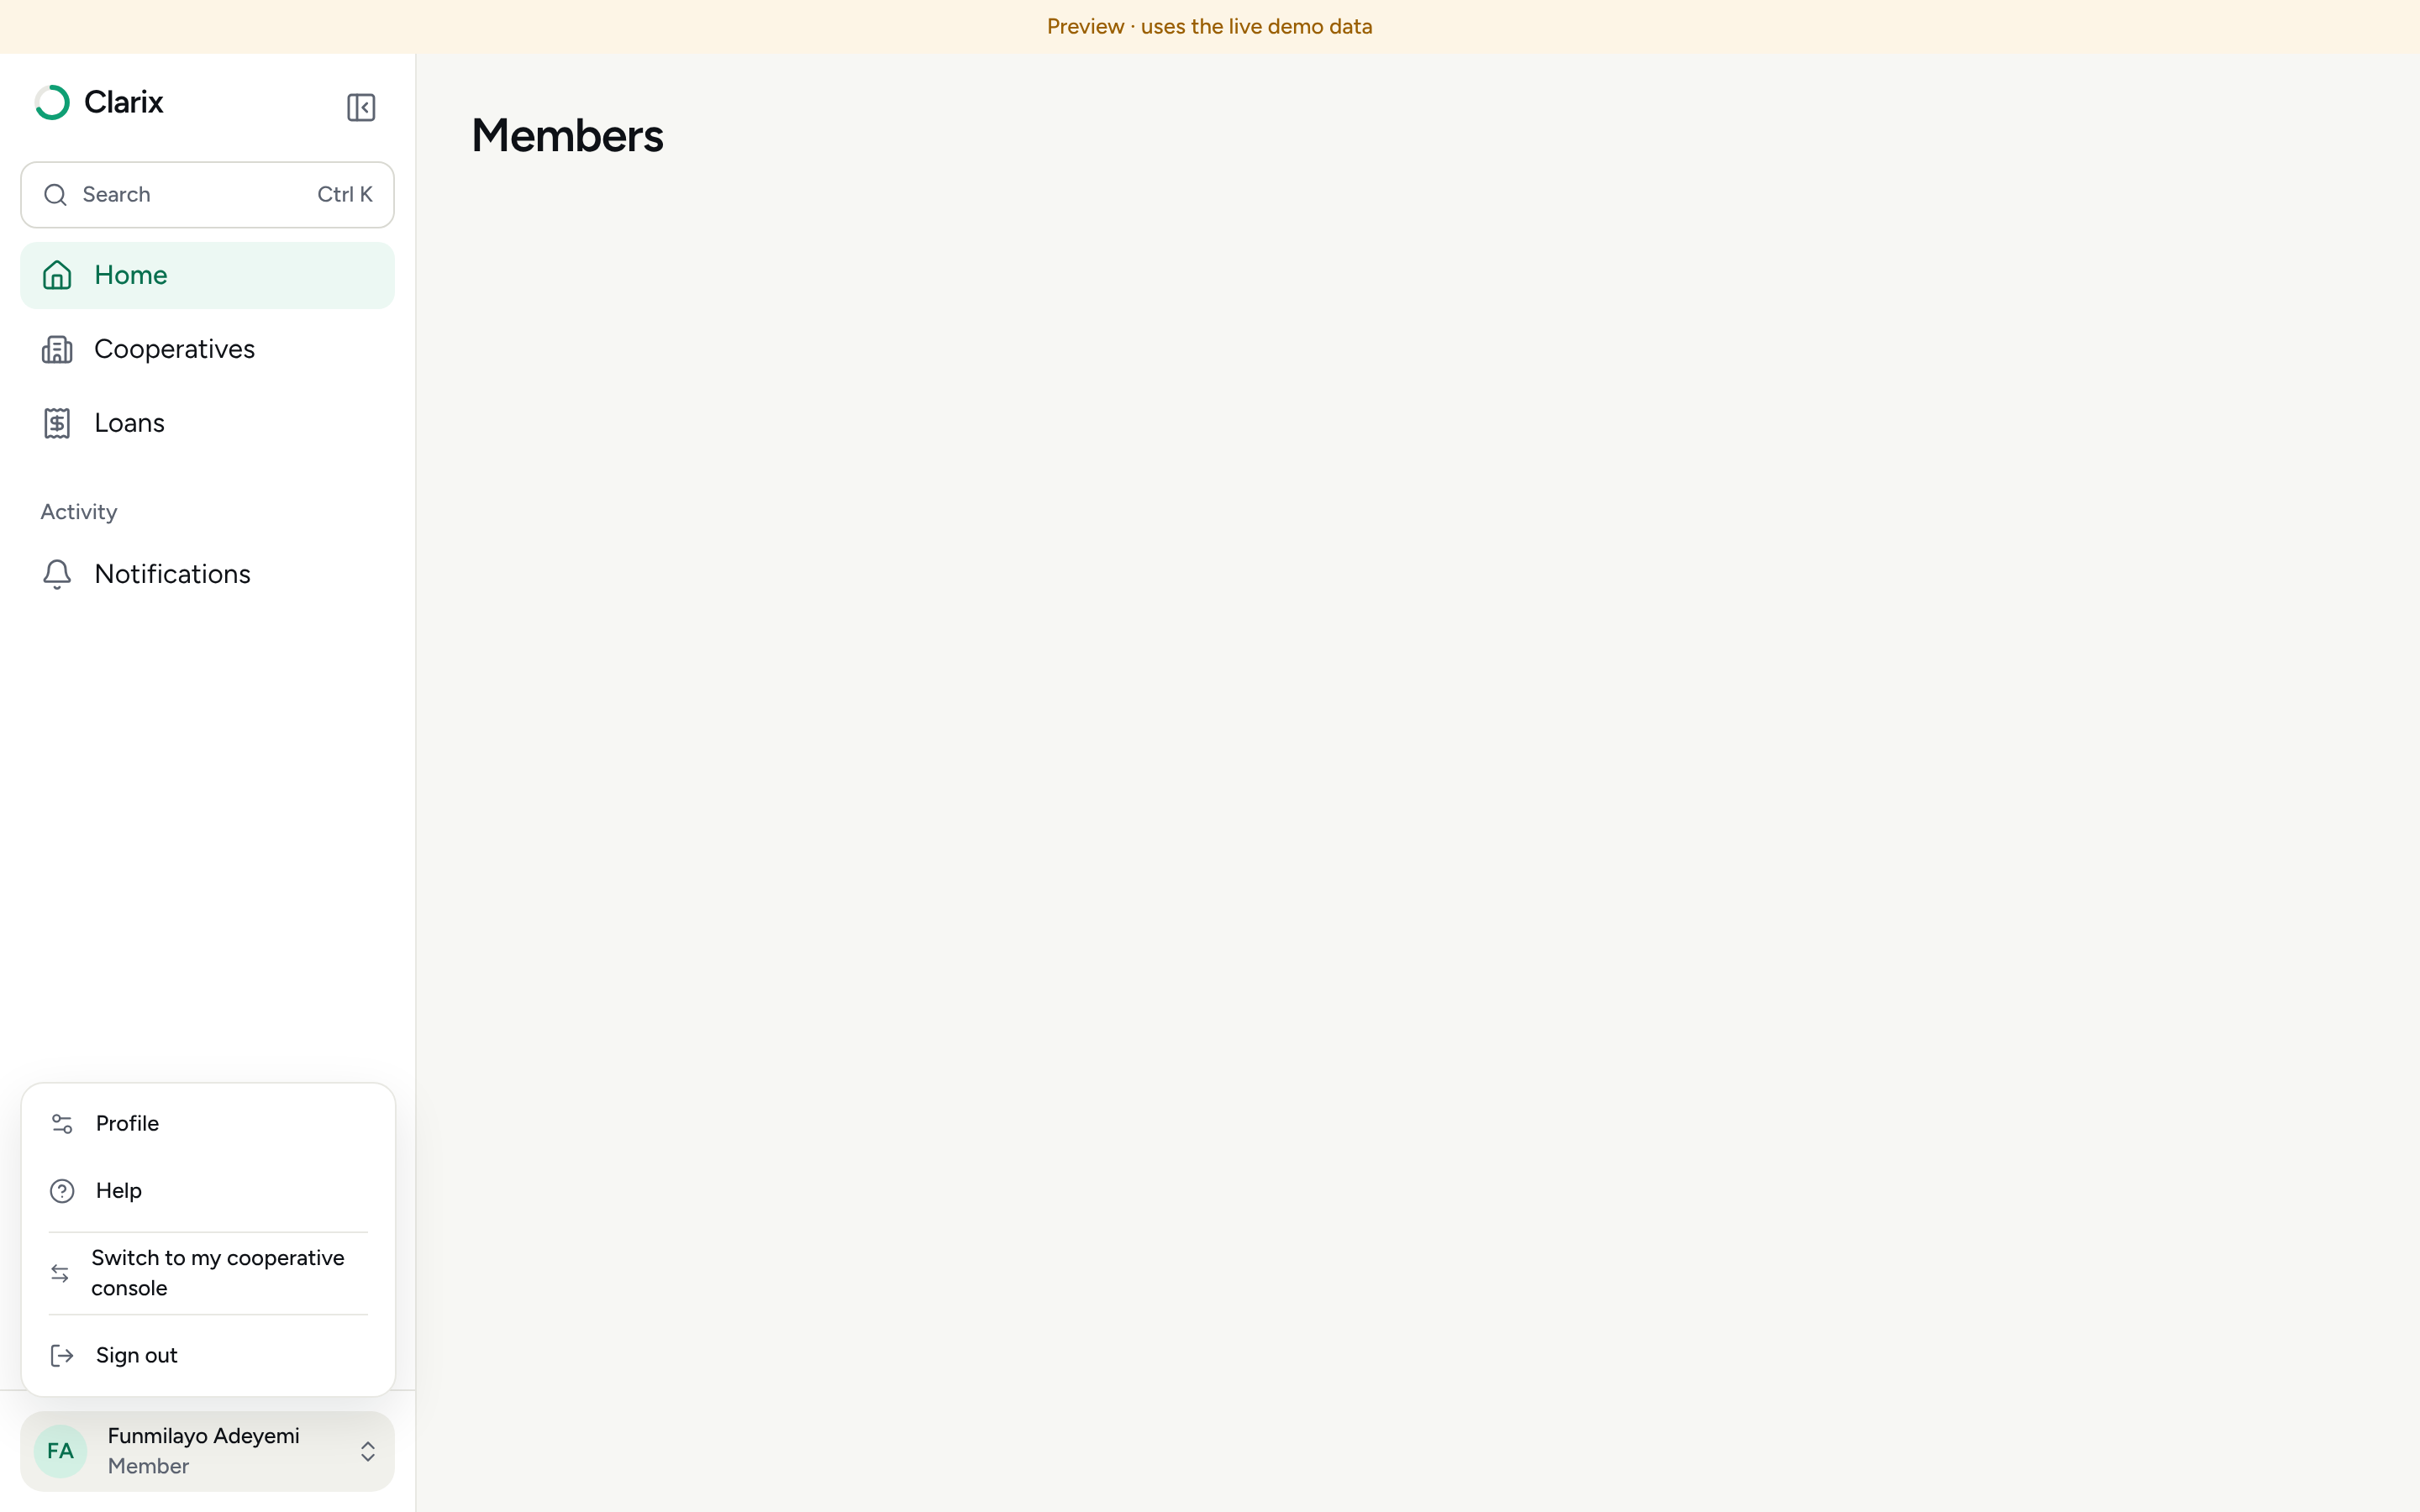 Preview · uses the live demo data
Clarix
Search Ctrl K
Home
Cooperatives
Loans
Activity
Notifications
Members
Profile
Help
Switch to my cooperative
console
Sign out
FA
Funmilayo Adeyemi
Member